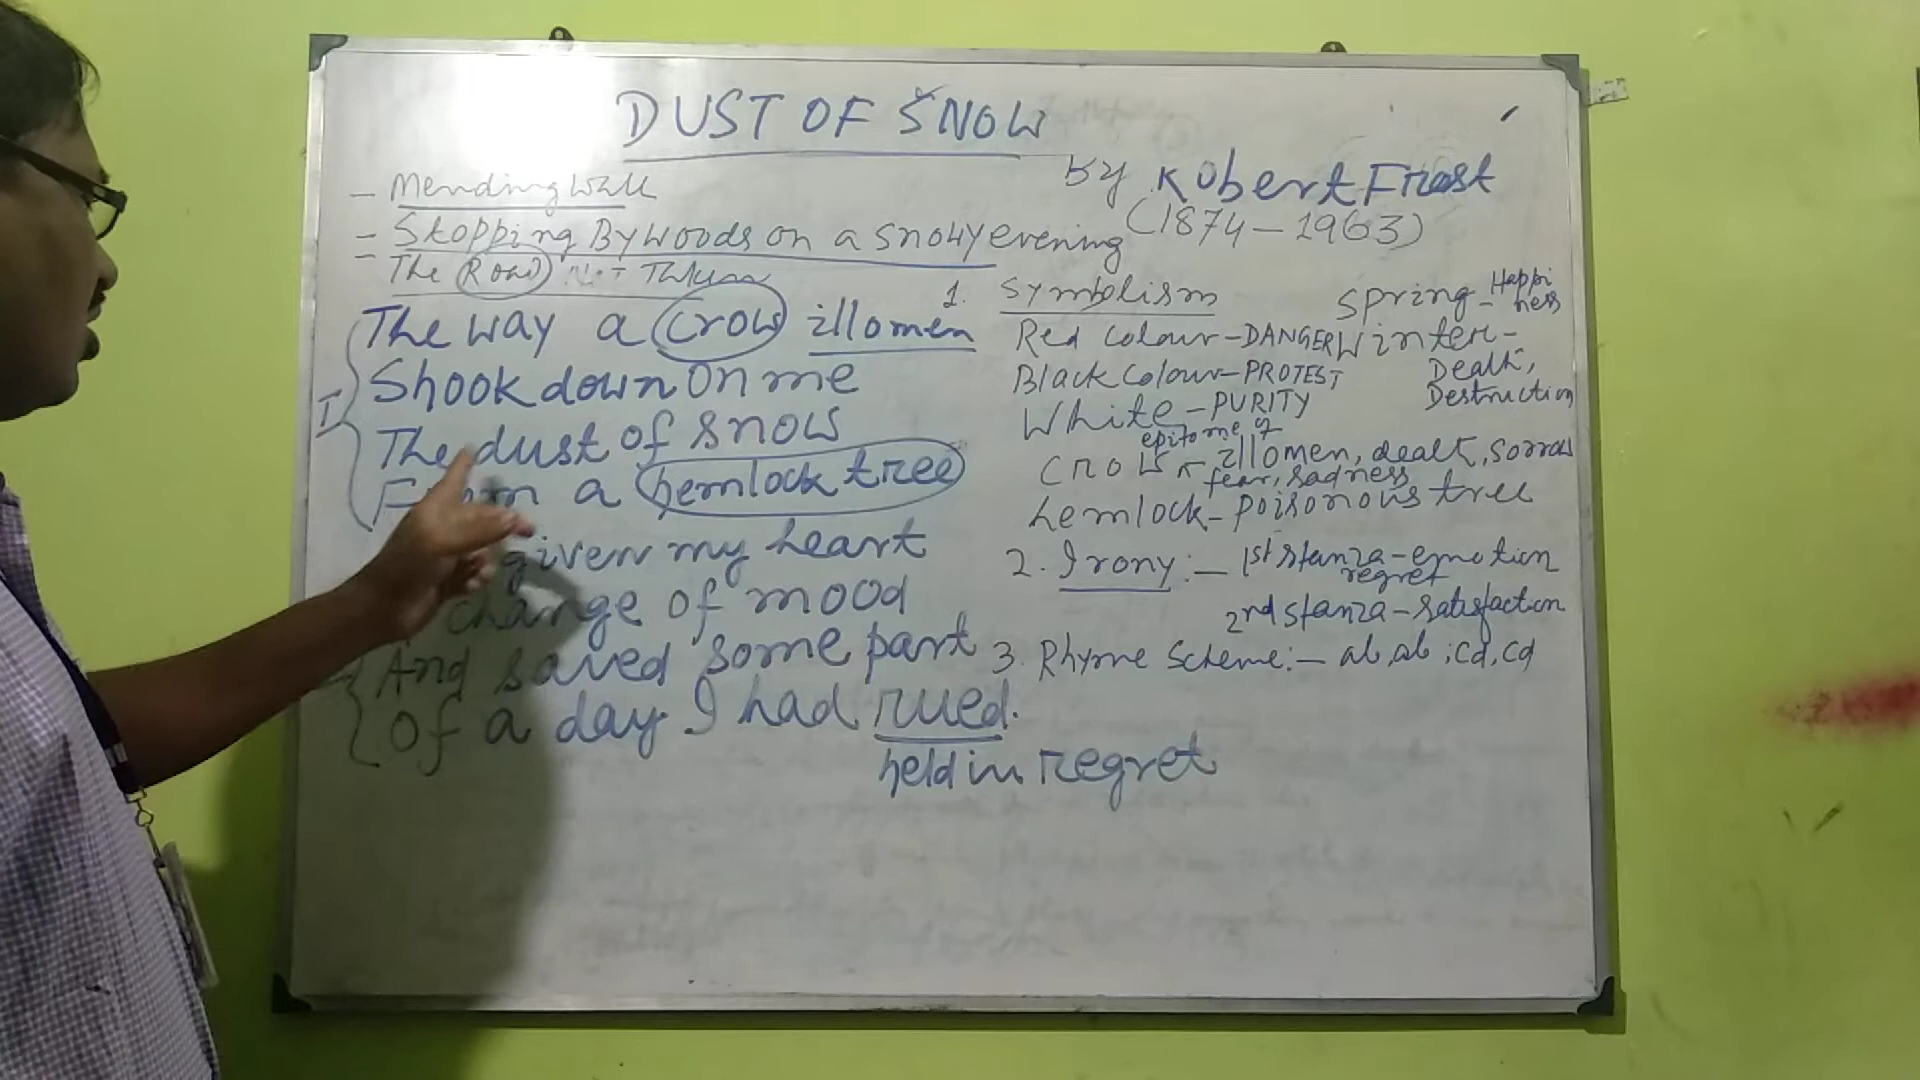 DUST OF SNOW
by Robert Frost
(1874-1963)
- Mending Wall
- Stopping By Woods on a snowy evening
- The Road Not Taken
I
The way a crow illomen
Shook down on me
The dust of snow
From a hemlock tree
given my heart
change of mood
And saved some part
Of a day I had rued.
held in regret
1. Symbolism
Spring - Happi
ness
Red colour - DANGER
Winter -
Death,
Destruction
Black colour - PROTEST
White - PURITY
epitome of
Crow - illomen, death, sorrow
fear, sadness
hemlock - poisonous tree
2. Irony :- 1st stanza - emotion
regret
2nd stanza - satisfaction
3. Rhyme Scheme :- ab, ab ; cd, cd